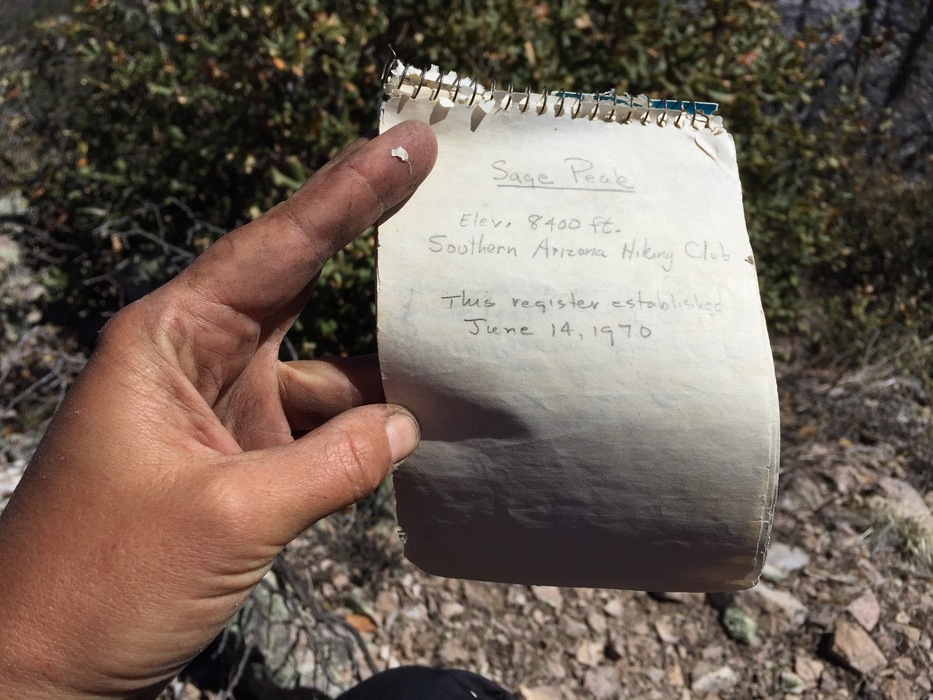 Sage Peak
Elev. 8400 ft.
Southern Arizona Hiking Club
This register established
June 14, 1970